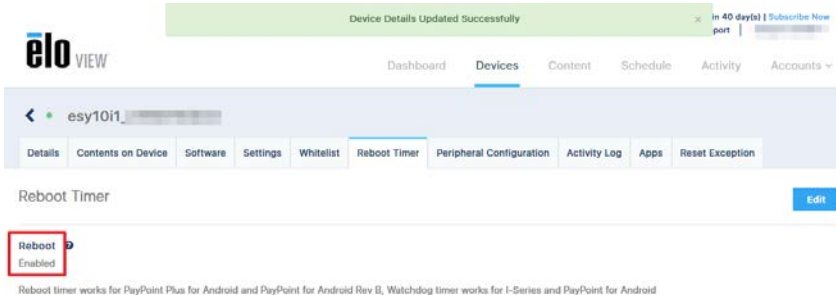 Device Details Updated Successfully ×
in 40 day(s) | Subscribe Now
port |
elo VIEW
Dashboard Devices Content Schedule Activity Accounts
esy10i1_
Details Contents on Device Software Settings Whitelist Reboot Timer Peripheral Configuration Activity Log Apps Reset Exception
Reboot Timer
Edit
Reboot ?
Enabled
Reboot timer works for PayPoint Plus for Android and PayPoint for Android Rev B, Watchdog timer works for I-Series and PayPoint for Android